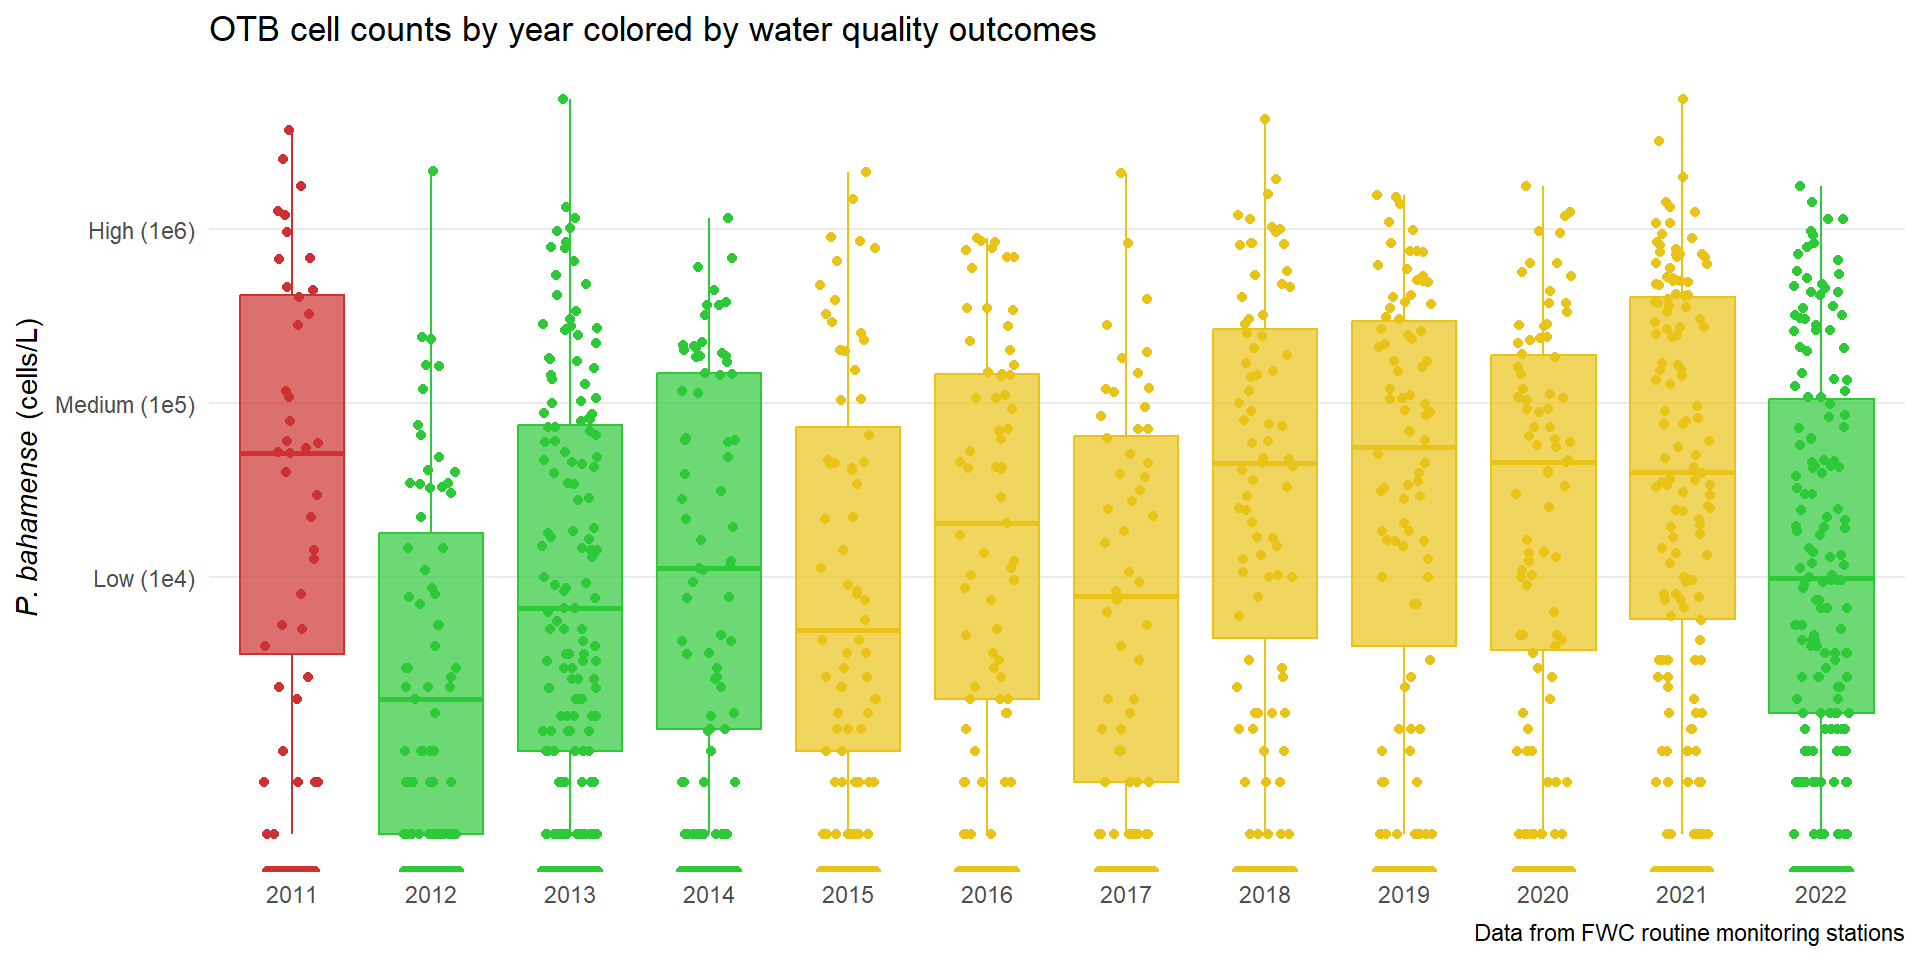 OTB cell counts by year colored by water quality outcomes
P. bahamense (cells/L)
High (1e6)
Medium (1e5)
Low (1e4)
2011 2012 2013 2014 2015 2016 2017 2018 2019 2020 2021 2022
Data from FWC routine monitoring stations